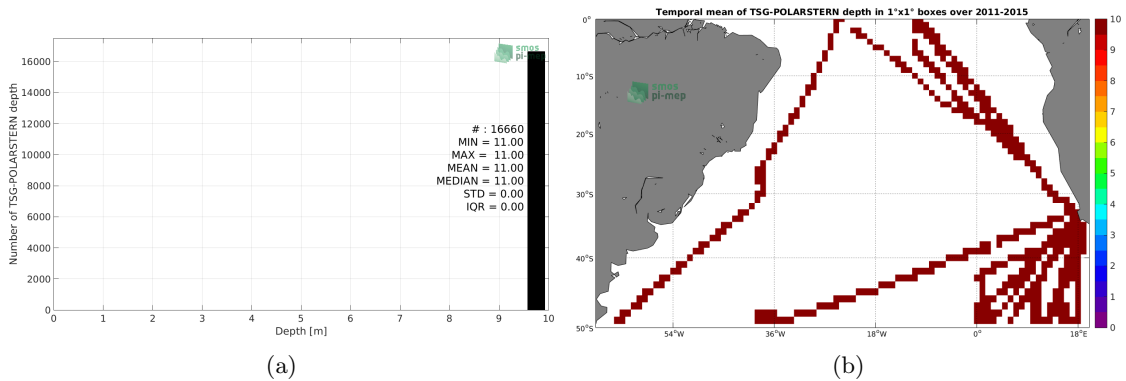 Number of TSG-POLARSTERN depth
16000
14000
12000
10000
8000
6000
4000
2000
0
smos
pi-mep
# : 16660
MIN = 11.00
MAX = 11.00
MEAN = 11.00
MEDIAN = 11.00
STD = 0.00
IQR = 0.00
0 1 2 3 4 5 6 7 8 9 10
Depth [m]
(a)
Temporal mean of TSG-POLARSTERN depth in 1°x1° boxes over 2011-2015
0°
10°S
20°S
30°S
40°S
50°S
smos
pi-mep
54°W 36°W 18°W 0° 18°E
10
9
8
7
6
5
4
3
2
1
0
(b)